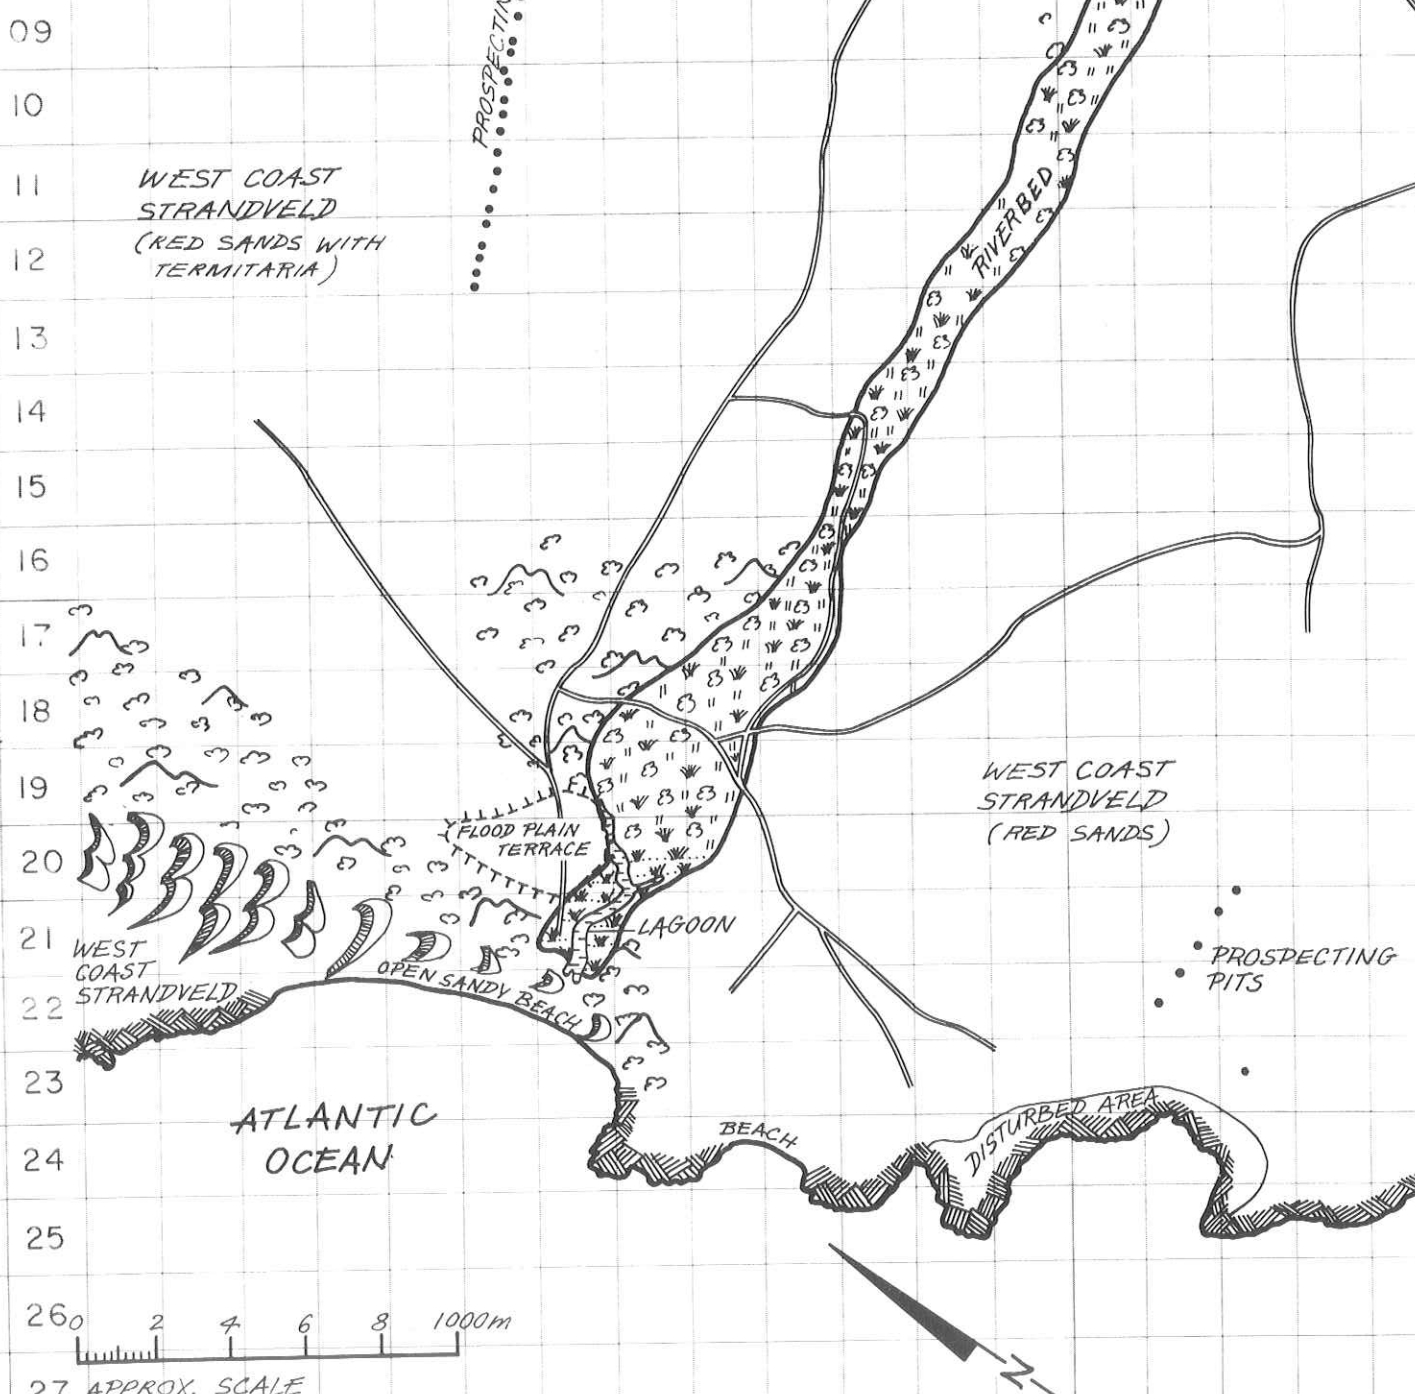 09
PROSPECTIN
10
11
WEST COAST
STRANDVELD
(RED SANDS WITH
TERMITARIA)
RIVERBED
12
13
14
15
16
17
18
19
WEST COAST
STRANDVELD
(RED SANDS)
FLOOD PLAIN
TERRACE
20
21
LAGOON
WEST
COAST
STRANDVELD
OPEN SANDY BEACH
PROSPECTING
PITS
22
23
ATLANTIC
OCEAN
BEACH
DISTURBED AREA
24
25
26
0 2 4 6 8 1000m
N
27
APPROX. SCALE